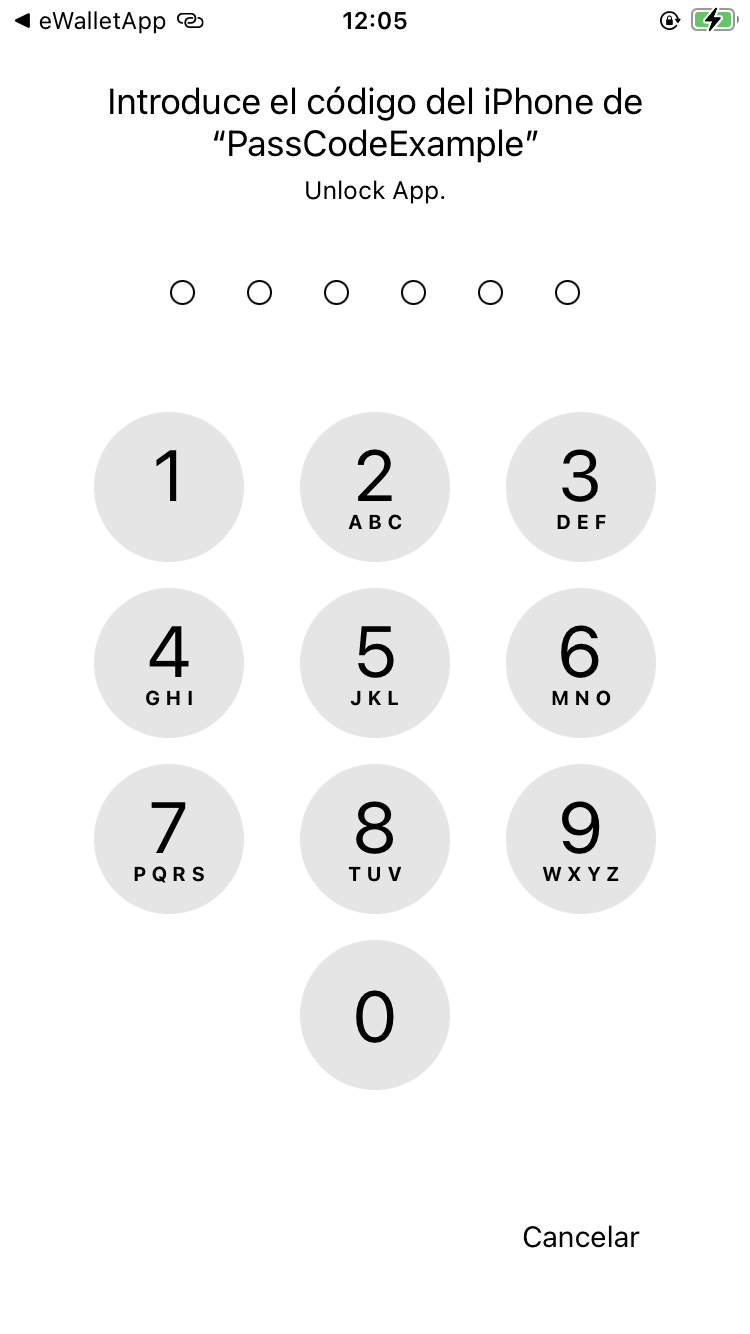 ◀ eWalletApp
12:05
Introduce el código del iPhone de
“PassCodeExample”
Unlock App.
1
2
ABC
3
DEF
4
GHI
5
JKL
6
MNO
7
PQRS
8
TUV
9
WXYZ
0
Cancelar